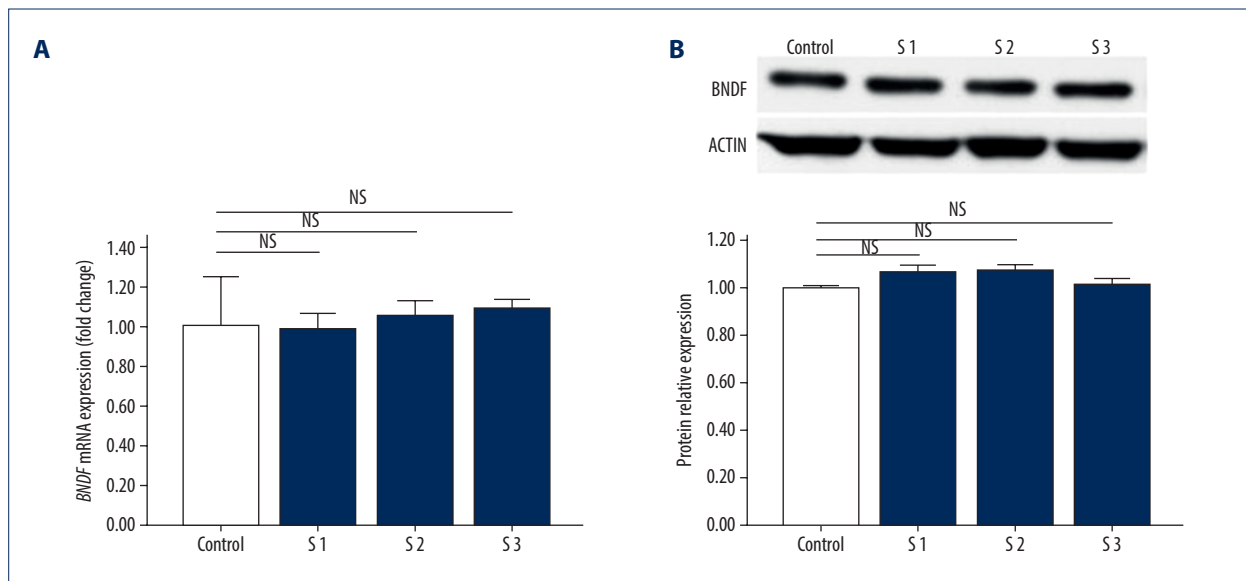 A
NS
NS
NS
BNDF mRNA expression (fold change)
1.40
1.20
1.00
0.80
0.60
0.40
0.20
0.00
Control S 1 S 2 S 3
B
Control S 1 S 2 S 3
BNDF
ACTIN
NS
NS
NS
Protein relative expression
1.20
1.00
0.80
0.60
0.40
0.20
0.00
Control S 1 S 2 S 3